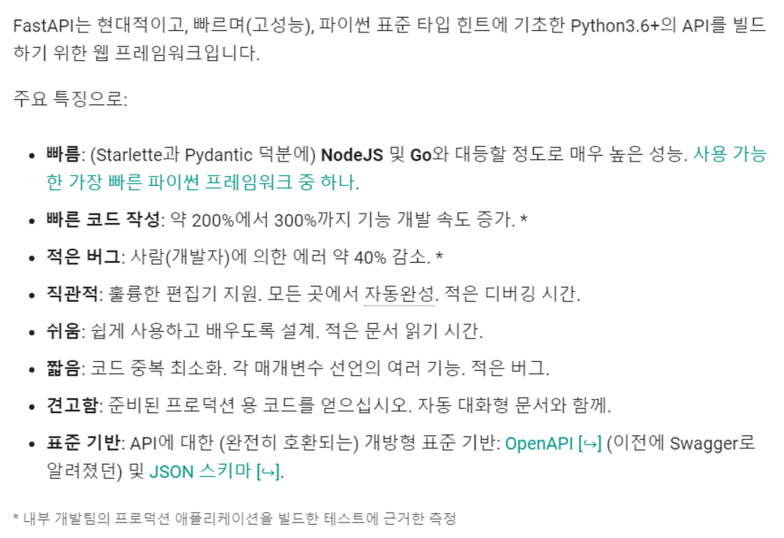 FastAPI는 현대적이고, 빠르며(고성능), 파이썬 표준 타입 힌트에 기초한 Python3.6+의 API를 빌드
하기 위한 웹 프레임워크입니다.
주요 특징으로:
• 빠름: (Starlette과 Pydantic 덕분에) NodeJS 및 Go와 대등할 정도로 매우 높은 성능. 사용 가능
한 가장 빠른 파이썬 프레임워크 중 하나.
• 빠른 코드 작성: 약 200%에서 300%까지 기능 개발 속도 증가. *
• 적은 버그: 사람(개발자)에 의한 에러 약 40% 감소. *
• 직관적: 훌륭한 편집기 지원. 모든 곳에서 자동완성. 적은 디버깅 시간.
• 쉬움: 쉽게 사용하고 배우도록 설계. 적은 문서 읽기 시간.
• 짧음: 코드 중복 최소화. 각 매개변수 선언의 여러 기능. 적은 버그.
• 견고함: 준비된 프로덕션 용 코드를 얻으십시오. 자동 대화형 문서와 함께.
• 표준 기반: API에 대한 (완전히 호환되는) 개방형 표준 기반: OpenAPI [↪] (이전에 Swagger로
알려졌던) 및 JSON 스키마 [↪].
* 내부 개발팀의 프로덕션 애플리케이션을 빌드한 테스트에 근거한 측정